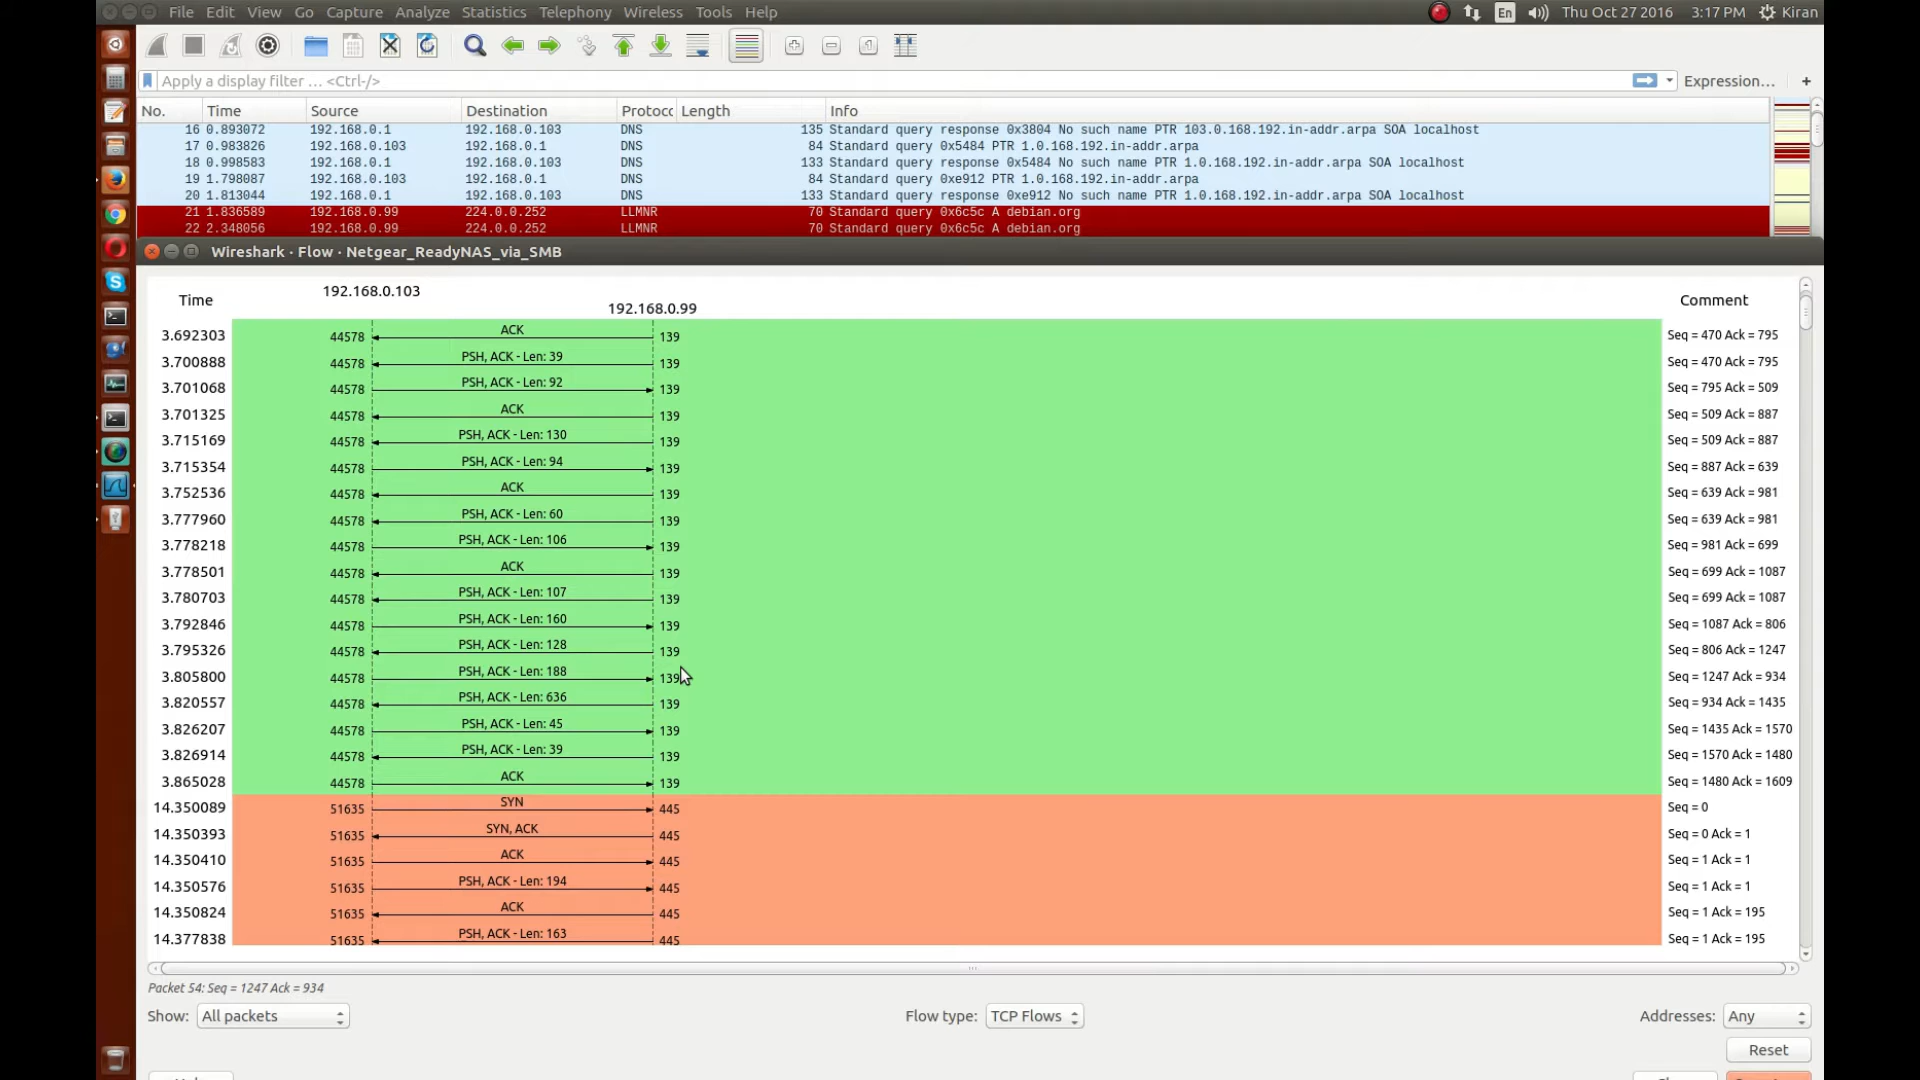 File Edit View Go Capture Analyze Statistics Telephony Wireless Tools Help En Thu Oct 27 2016 3:17 PM Kiran
Apply a display filter ... <Ctrl-/> Expression... +
No. Time Source Destination Protocc Length Info
16 0.893072 192.168.0.1 192.168.0.103 DNS 135 Standard query response 0x3804 No such name PTR 103.0.168.192.in-addr.arpa SOA localhost
17 0.983826 192.168.0.103 192.168.0.1 DNS 84 Standard query 0x5484 PTR 1.0.168.192.in-addr.arpa
18 0.998583 192.168.0.1 192.168.0.103 DNS 133 Standard query response 0x5484 No such name PTR 1.0.168.192.in-addr.arpa SOA localhost
19 1.798087 192.168.0.103 192.168.0.1 DNS 84 Standard query 0xe912 PTR 1.0.168.192.in-addr.arpa
20 1.813044 192.168.0.1 192.168.0.103 DNS 133 Standard query response 0xe912 No such name PTR 1.0.168.192.in-addr.arpa SOA localhost
21 1.836589 192.168.0.99 224.0.0.252 LLMNR 70 Standard query 0x6c5c A debian.org
22 2.348056 192.168.0.99 224.0.0.252 LLMNR 70 Standard query 0x6c5c A debian.org
Wireshark · Flow · Netgear_ReadyNAS_via_SMB
Time 192.168.0.103 192.168.0.99 Comment
3.692303 44578 ACK 139 Seq = 470 Ack = 795
3.700888 44578 PSH, ACK - Len: 39 139 Seq = 470 Ack = 795
3.701068 44578 PSH, ACK - Len: 92 139 Seq = 795 Ack = 509
3.701325 44578 ACK 139 Seq = 509 Ack = 887
3.715169 44578 PSH, ACK - Len: 130 139 Seq = 509 Ack = 887
3.715354 44578 PSH, ACK - Len: 94 139 Seq = 887 Ack = 639
3.752536 44578 ACK 139 Seq = 639 Ack = 981
3.777960 44578 PSH, ACK - Len: 60 139 Seq = 639 Ack = 981
3.778218 44578 PSH, ACK - Len: 106 139 Seq = 981 Ack = 699
3.778501 44578 ACK 139 Seq = 699 Ack = 1087
3.780703 44578 PSH, ACK - Len: 107 139 Seq = 699 Ack = 1087
3.792846 44578 PSH, ACK - Len: 160 139 Seq = 1087 Ack = 806
3.795326 44578 PSH, ACK - Len: 128 139 Seq = 806 Ack = 1247
3.805800 44578 PSH, ACK - Len: 188 139 Seq = 1247 Ack = 934
3.820557 44578 PSH, ACK - Len: 636 139 Seq = 934 Ack = 1435
3.826207 44578 PSH, ACK - Len: 45 139 Seq = 1435 Ack = 1570
3.826914 44578 PSH, ACK - Len: 39 139 Seq = 1570 Ack = 1480
3.865028 44578 ACK 139 Seq = 1480 Ack = 1609
14.350089 51635 SYN 445 Seq = 0
14.350393 51635 SYN, ACK 445 Seq = 0 Ack = 1
14.350410 51635 ACK 445 Seq = 1 Ack = 1
14.350576 51635 PSH, ACK - Len: 194 445 Seq = 1 Ack = 1
14.350824 51635 ACK 445 Seq = 1 Ack = 195
14.377838 51635 PSH, ACK - Len: 163 445 Seq = 1 Ack = 195
Packet 54: Seq = 1247 Ack = 934
Show: All packets Flow type: TCP Flows Addresses: Any
Reset